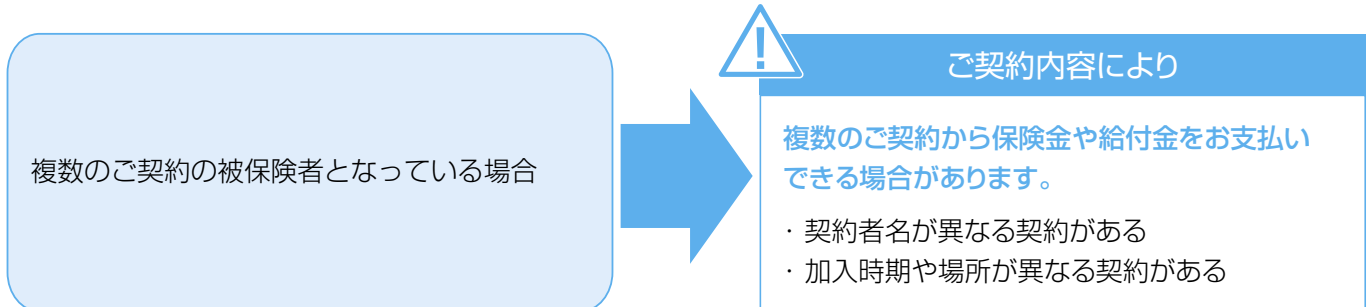 複数のご契約の被保険者となっている場合
ご契約内容により
複数のご契約から保険金や給付金をお支払い
できる場合があります。
・契約者名が異なる契約がある
・加入時期や場所が異なる契約がある